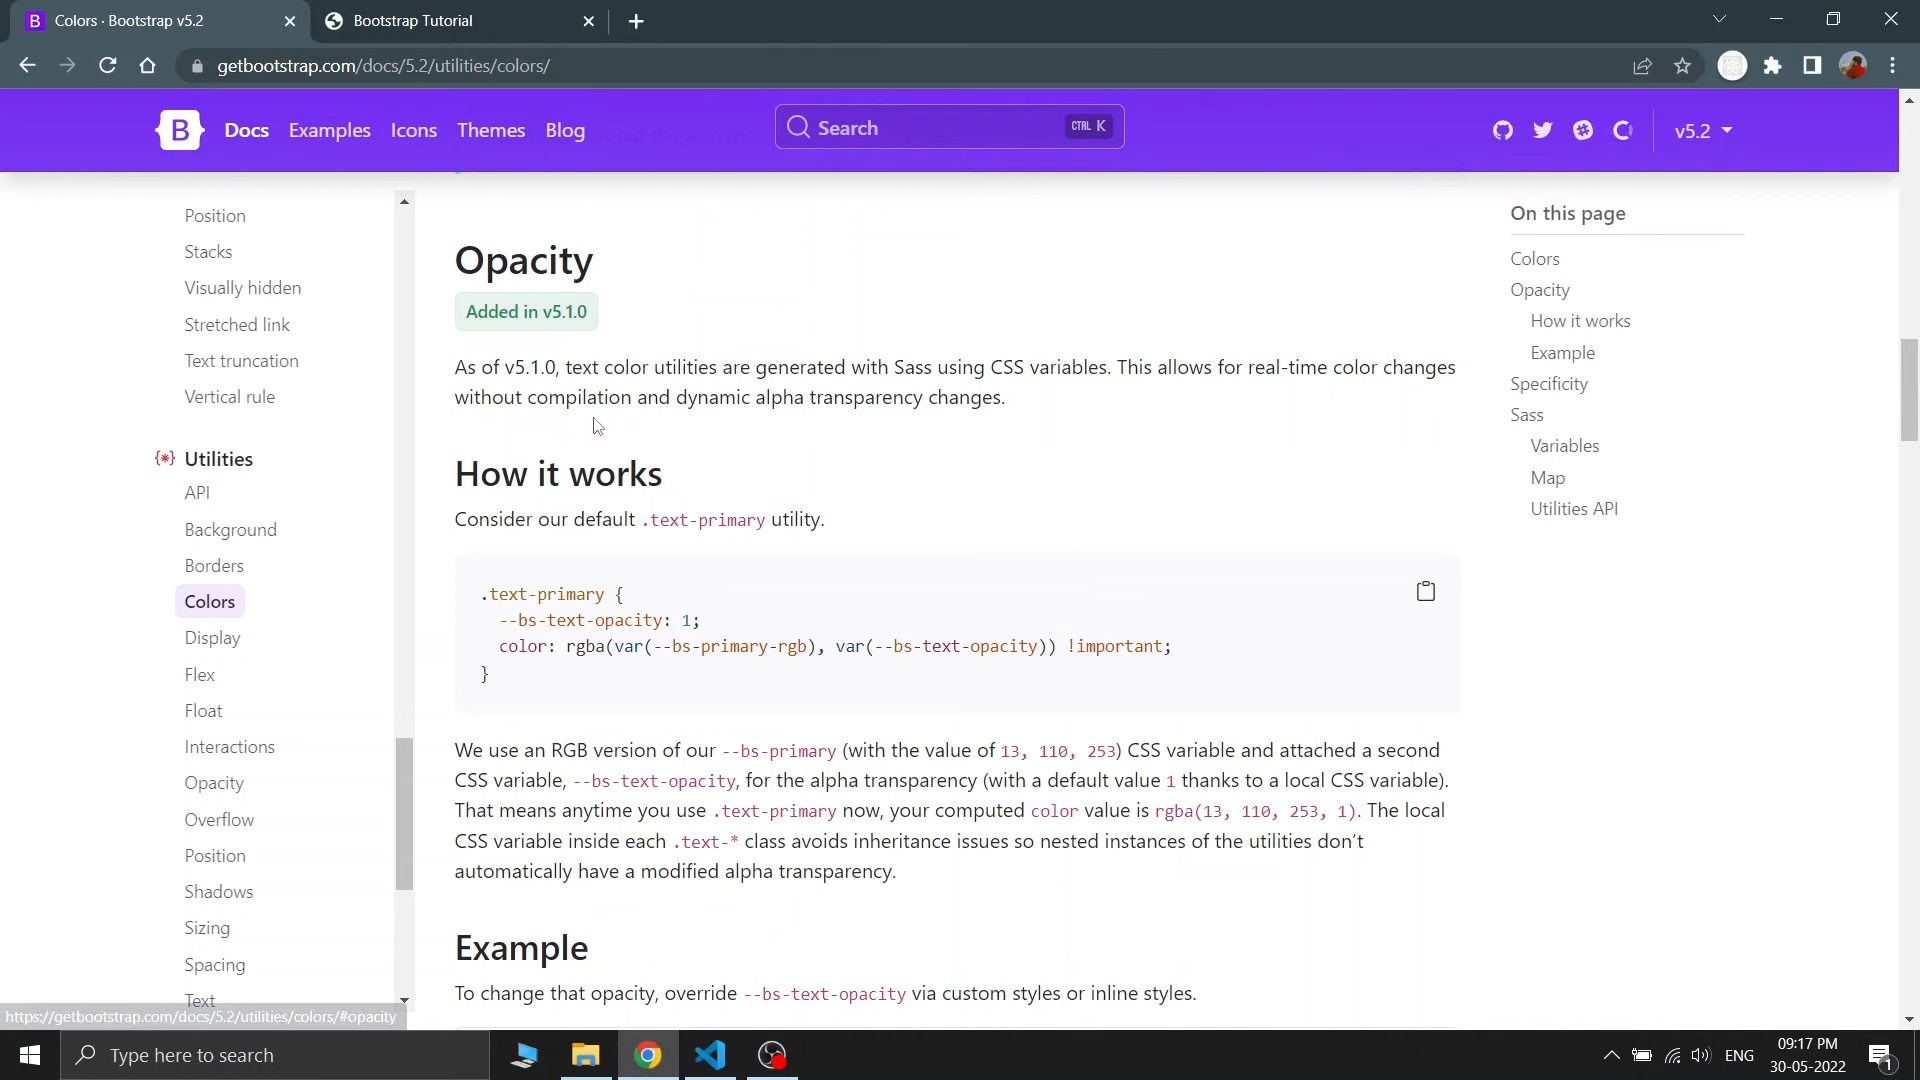 Colors · Bootstrap v5.2
Bootstrap Tutorial
getbootstrap.com/docs/5.2/utilities/colors/
B Docs Examples Icons Themes Blog
Search CTRL K
v5.2
Position
Stacks
Visually hidden
Stretched link
Text truncation
Vertical rule
Utilities
API
Background
Borders
Colors
Display
Flex
Float
Interactions
Opacity
Overflow
Position
Shadows
Sizing
Spacing
Text
Opacity
Added in v5.1.0
As of v5.1.0, text color utilities are generated with Sass using CSS variables. This allows for real-time color changes
without compilation and dynamic alpha transparency changes.
How it works
Consider our default .text-primary utility.
.text-primary {
--bs-text-opacity: 1;
color: rgba(var(--bs-primary-rgb), var(--bs-text-opacity)) !important;
}
We use an RGB version of our --bs-primary (with the value of 13, 110, 253) CSS variable and attached a second
CSS variable, --bs-text-opacity, for the alpha transparency (with a default value 1 thanks to a local CSS variable).
That means anytime you use .text-primary now, your computed color value is rgba(13, 110, 253, 1). The local
CSS variable inside each .text-* class avoids inheritance issues so nested instances of the utilities don’t
automatically have a modified alpha transparency.
Example
To change that opacity, override --bs-text-opacity via custom styles or inline styles.
On this page
Colors
Opacity
How it works
Example
Specificity
Sass
Variables
Map
Utilities API
https://getbootstrap.com/docs/5.2/utilities/colors/#opacity
Type here to search
ENG
09:17 PM
30-05-2022
1